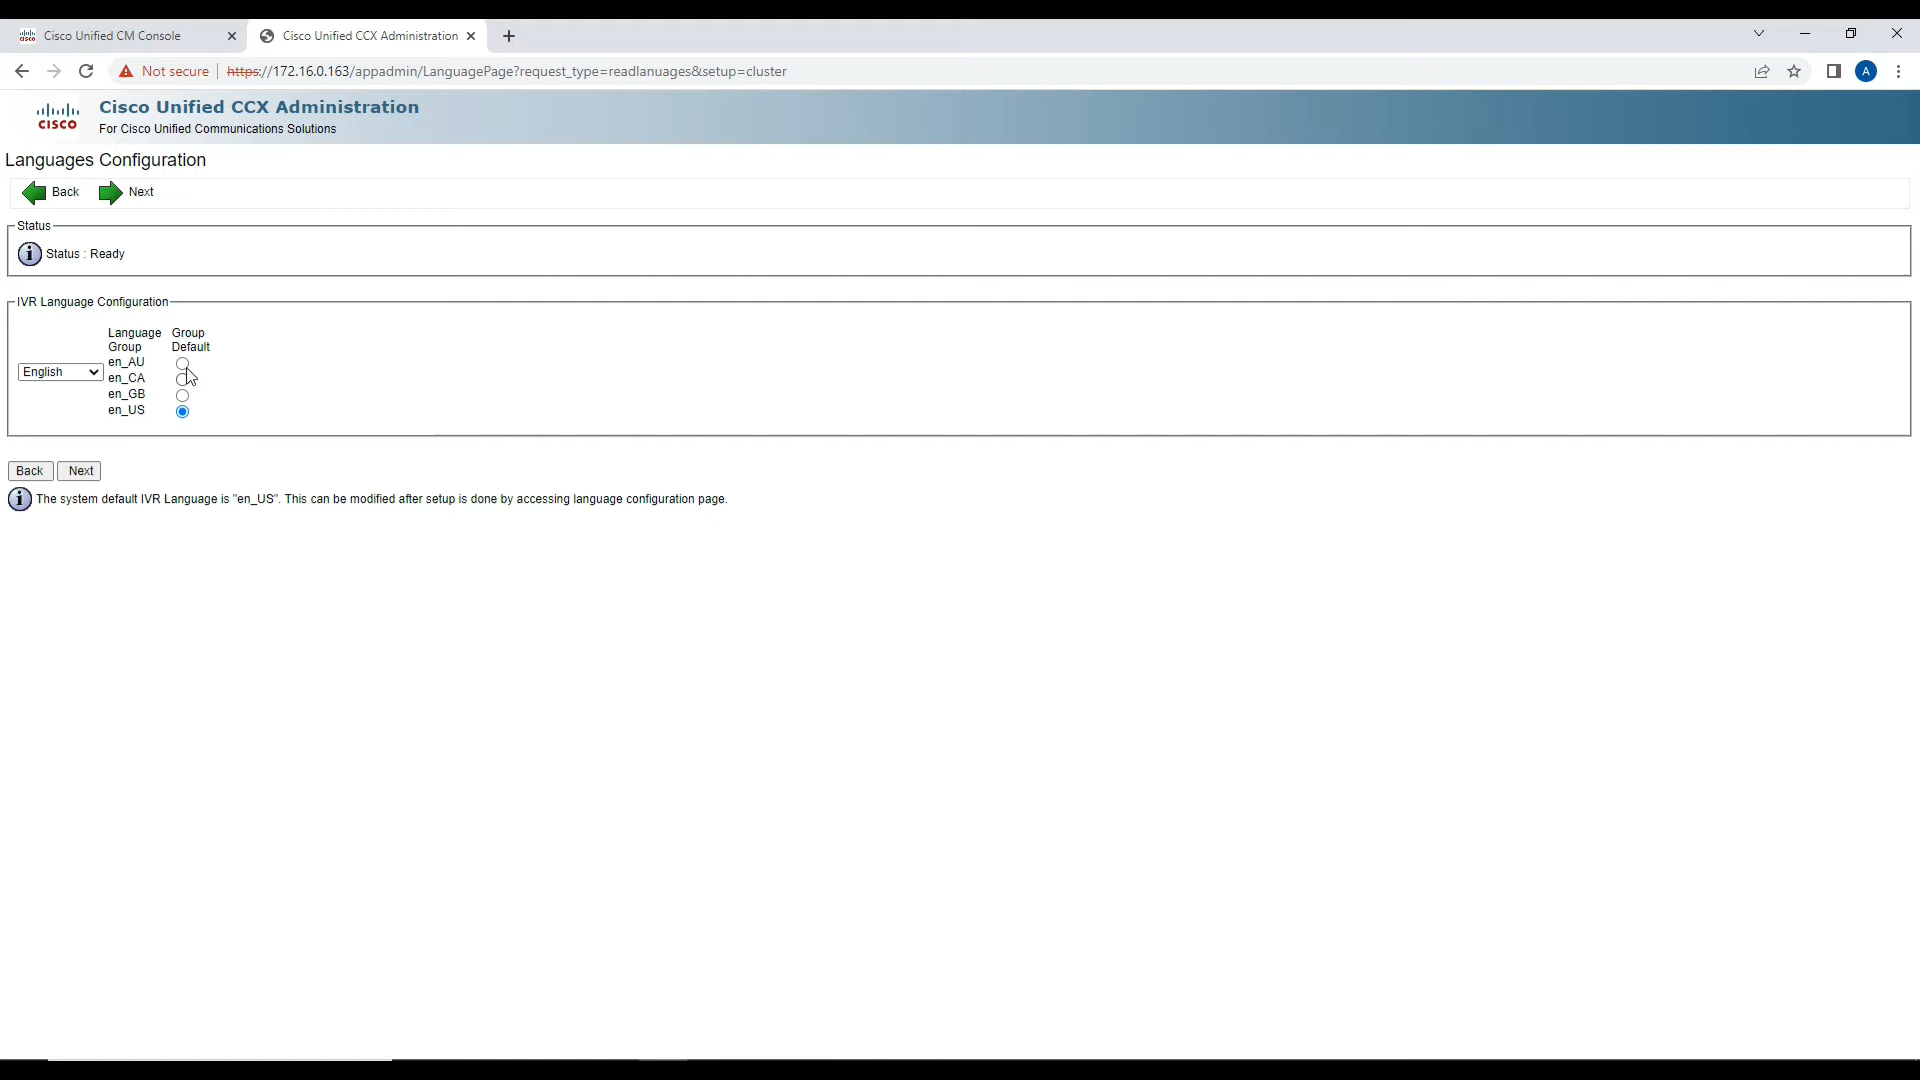 Cisco Unified CM Console
Cisco Unified CCX Administration
Not secure
https://172.16.0.163/appadmin/LanguagePage?request_type=readlanuages&setup=cluster
A
CISCO
Cisco Unified CCX Administration
For Cisco Unified Communications Solutions
Languages Configuration
Back Next
Status
Status : Ready
IVR Language Configuration
Language Group
Group Default
English
en_AU
en_CA
en_GB
en_US
Back Next
The system default IVR Language is "en_US". This can be modified after setup is done by accessing language configuration page.